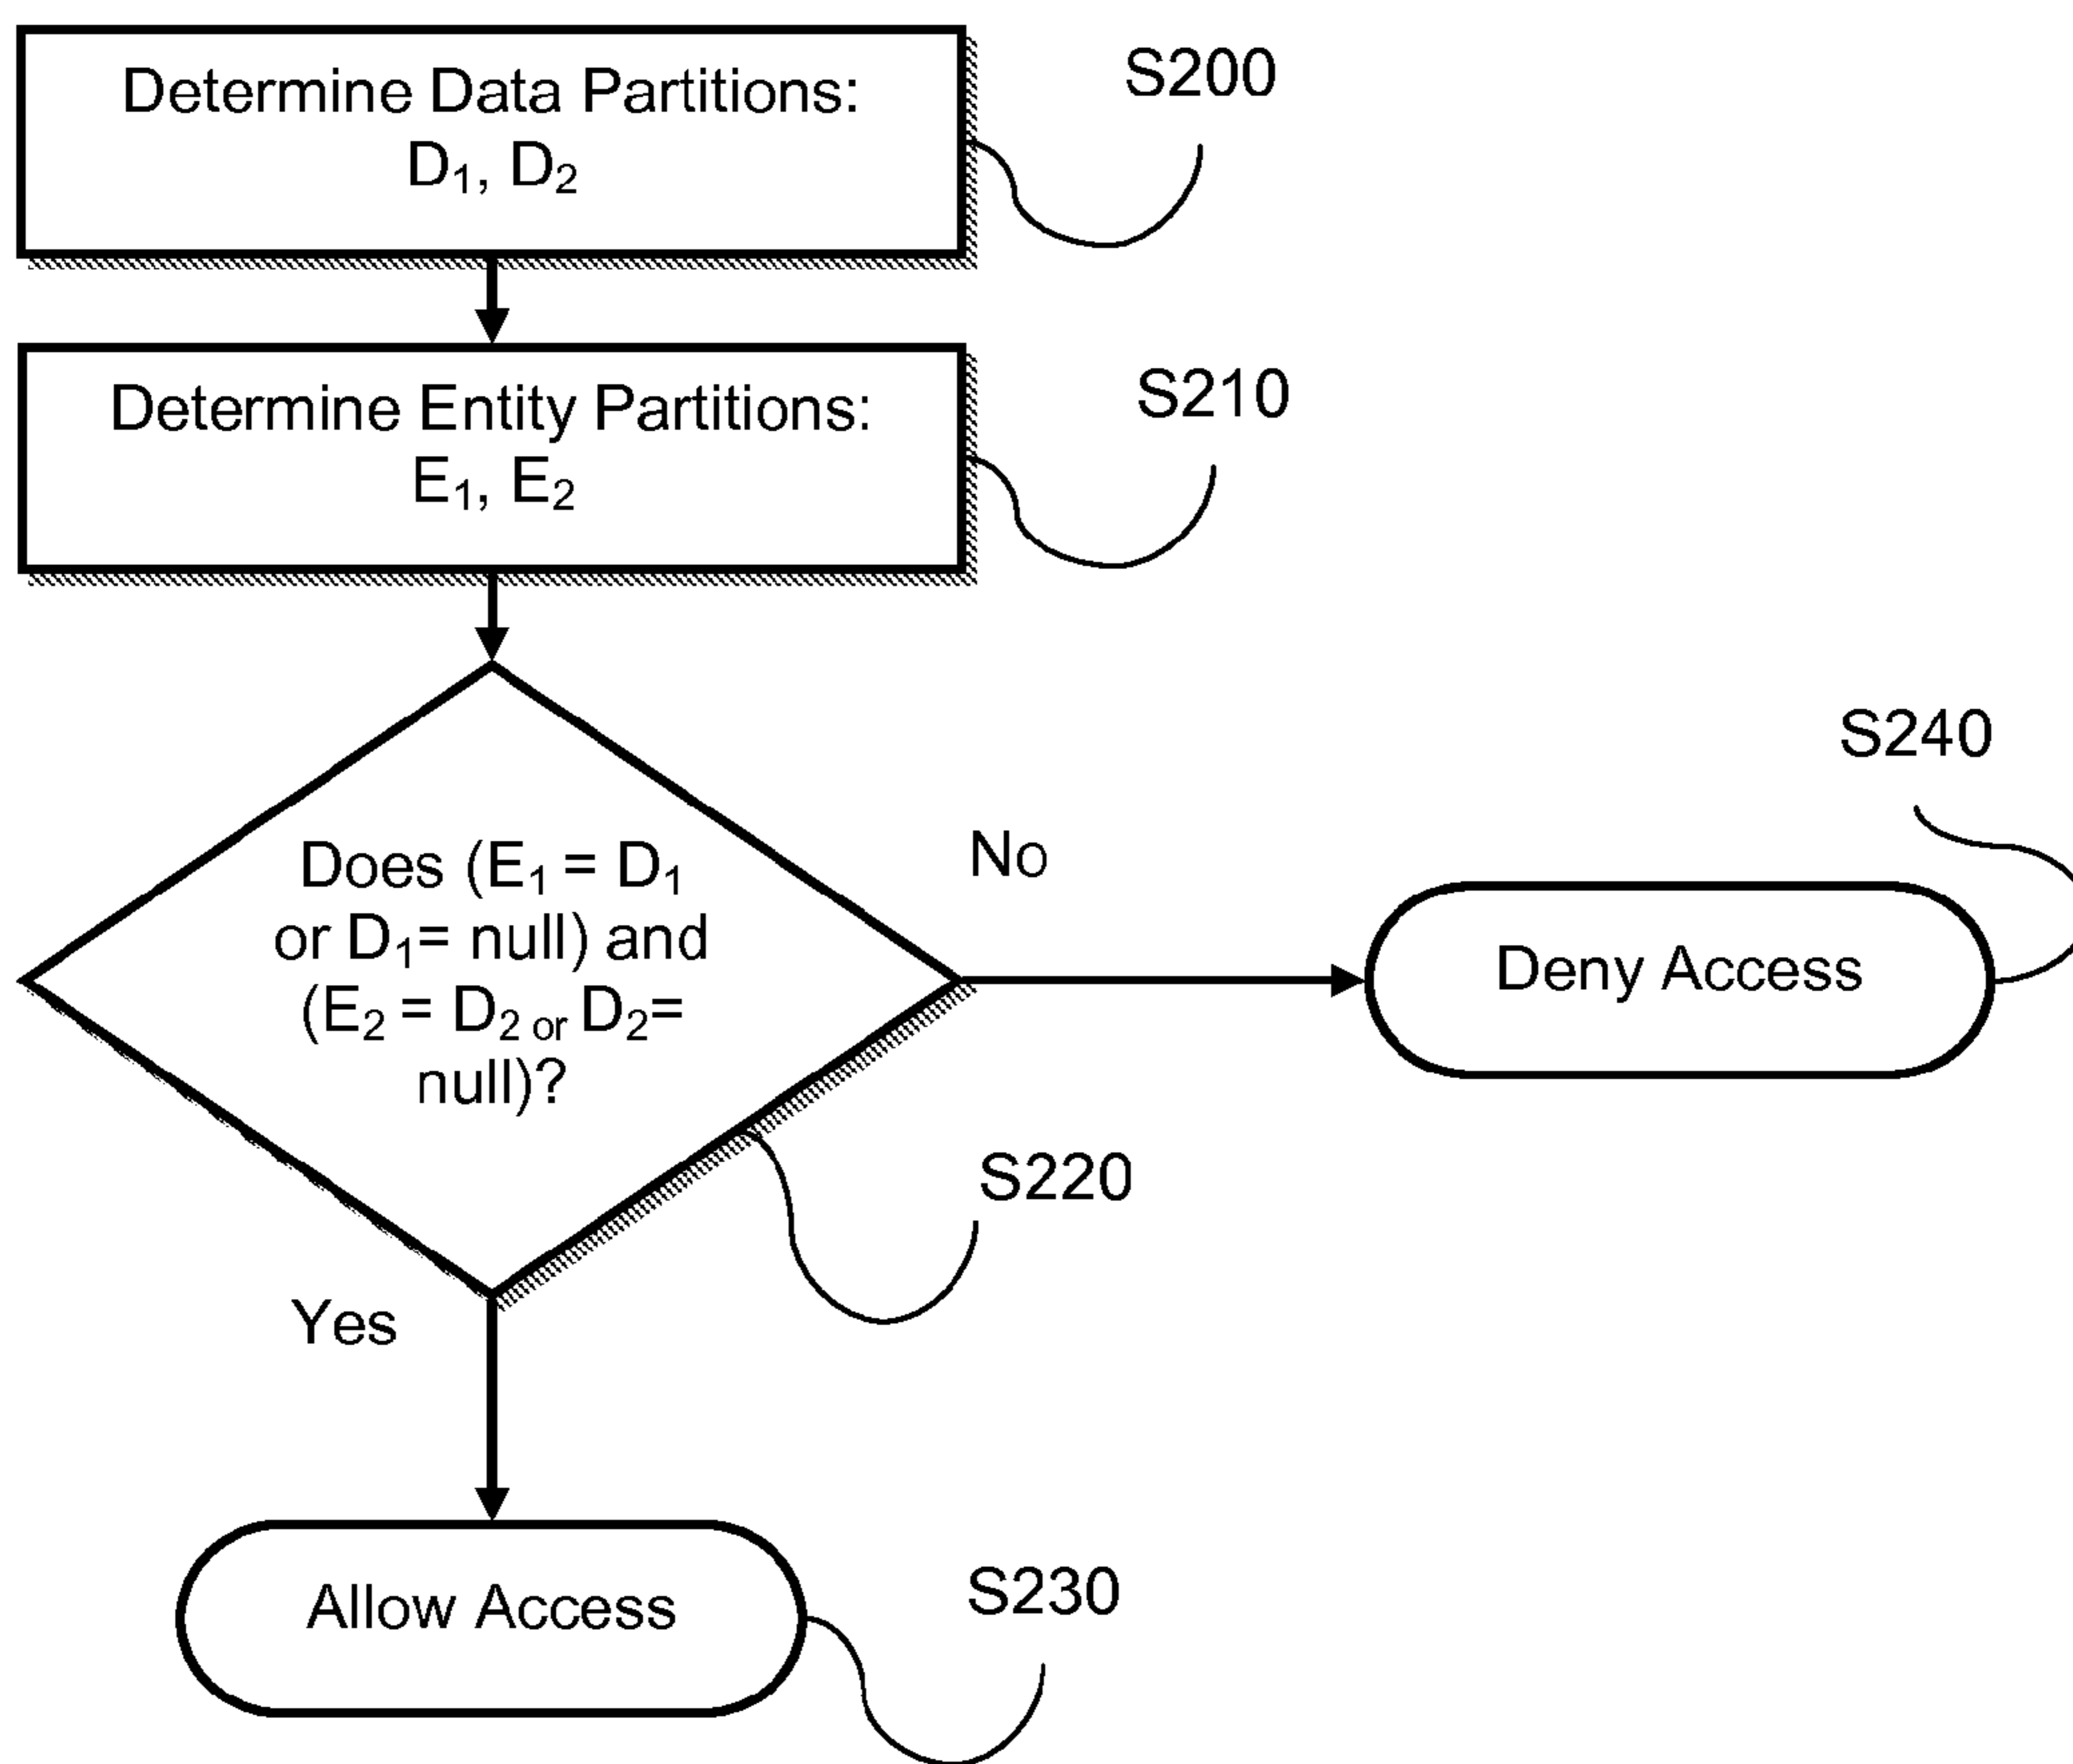 Determine Data Partitions:
D₁, D₂
S200
Determine Entity Partitions:
E₁, E₂
S210
Does (E₁ = D₁
or D₁= null) and
(E₂ = D₂ or D₂=
null)?
No
S240
Deny Access
S220
Yes
Allow Access
S230